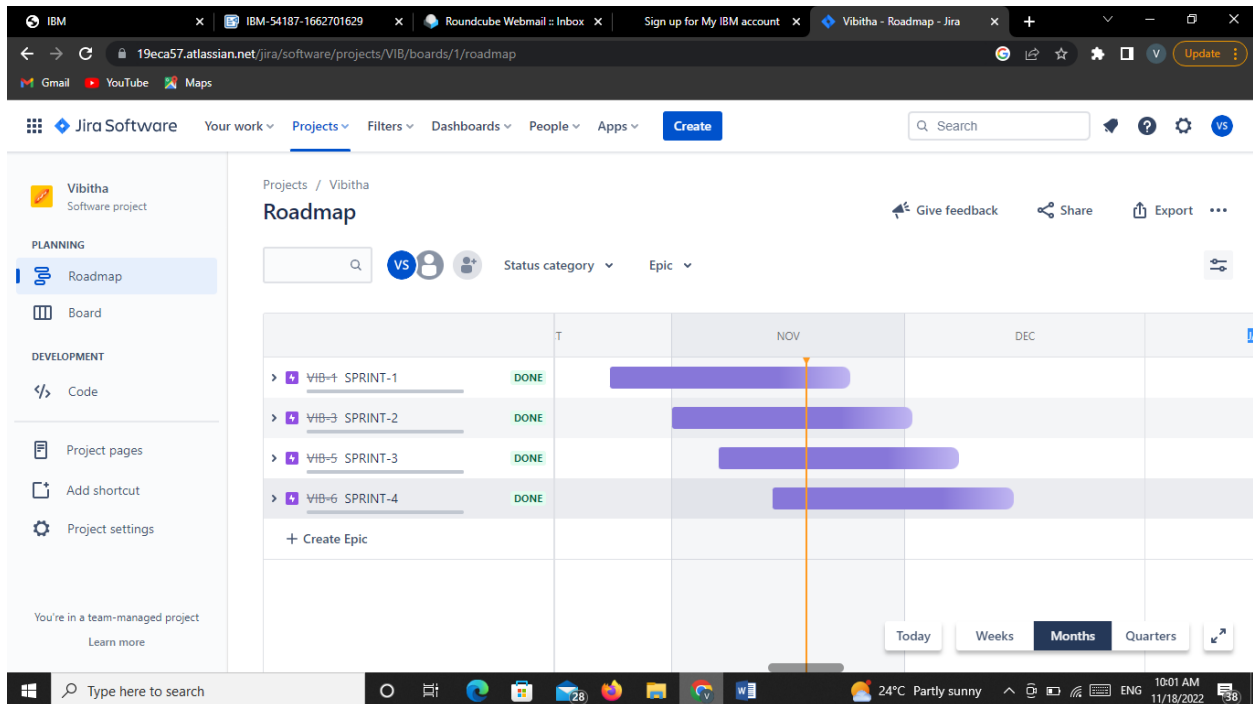 IBM
IBM-54187-1662701629
Roundcube Webmail :: Inbox
Sign up for My IBM account
Vibitha - Roadmap - Jira
19eca57.atlassian.net/jira/software/projects/VIB/boards/1/roadmap
V
Update
Gmail
YouTube
Maps
Jira Software
Your work
Projects
Filters
Dashboards
People
Apps
Create
Search
VS
Vibitha
Software project
PLANNING
Roadmap
Board
DEVELOPMENT
Code
Project pages
Add shortcut
Project settings
You're in a team-managed project
Learn more
Projects / Vibitha
Roadmap
Give feedback
Share
Export
VS
Status category
Epic
T
NOV
DEC
VIB-1 SPRINT-1 DONE
VIB-3 SPRINT-2 DONE
VIB-5 SPRINT-3 DONE
VIB-6 SPRINT-4 DONE
+ Create Epic
Today
Weeks
Months
Quarters
Type here to search
28
V
24°C Partly sunny
ENG
10:01 AM
11/18/2022
38